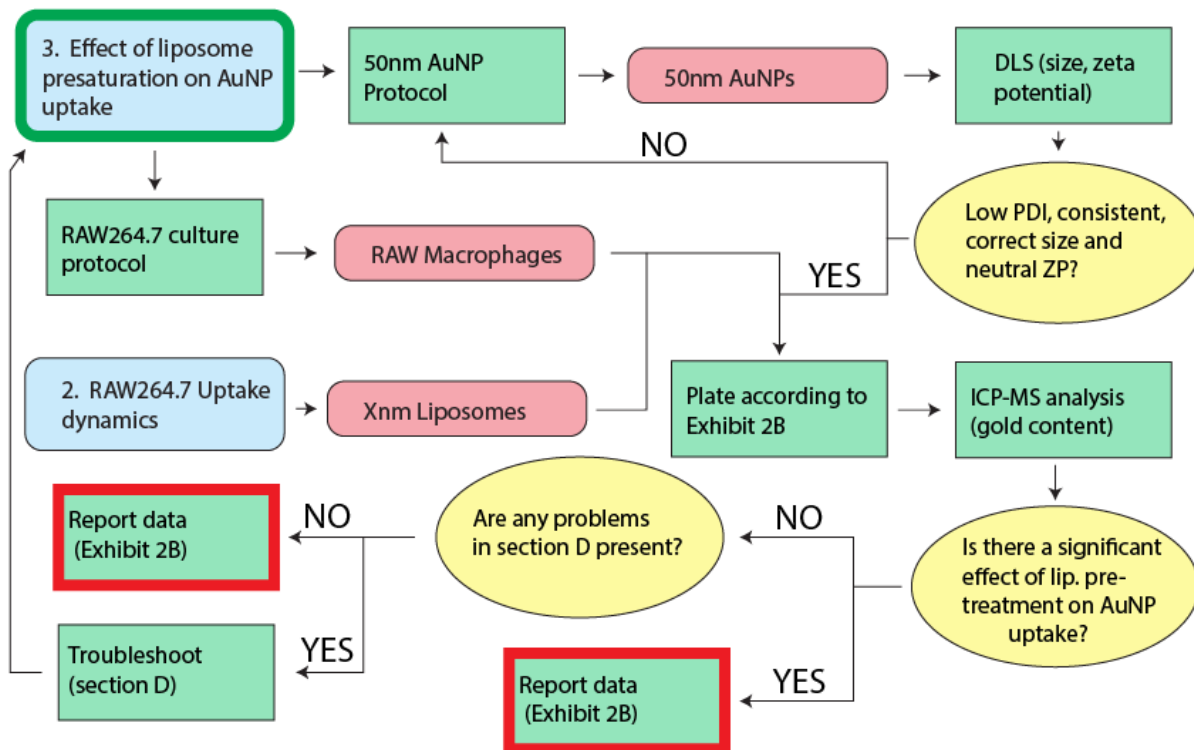 3. Effect of liposome
presaturation on AuNP
uptake
50nm AuNP
Protocol
50nm AuNPs
DLS (size, zeta
potential)
NO
Low PDI, consistent,
correct size and
neutral ZP?
YES
RAW264.7 culture
protocol
RAW Macrophages
2. RAW264.7 Uptake
dynamics
Xnm Liposomes
Plate according to
Exhibit 2B
ICP-MS analysis
(gold content)
Report data
(Exhibit 2B)
NO
Are any problems
in section D present?
NO
Is there a significant
effect of lip. pre-
treatment on AuNP
uptake?
Troubleshoot
(section D)
YES
Report data
(Exhibit 2B)
YES